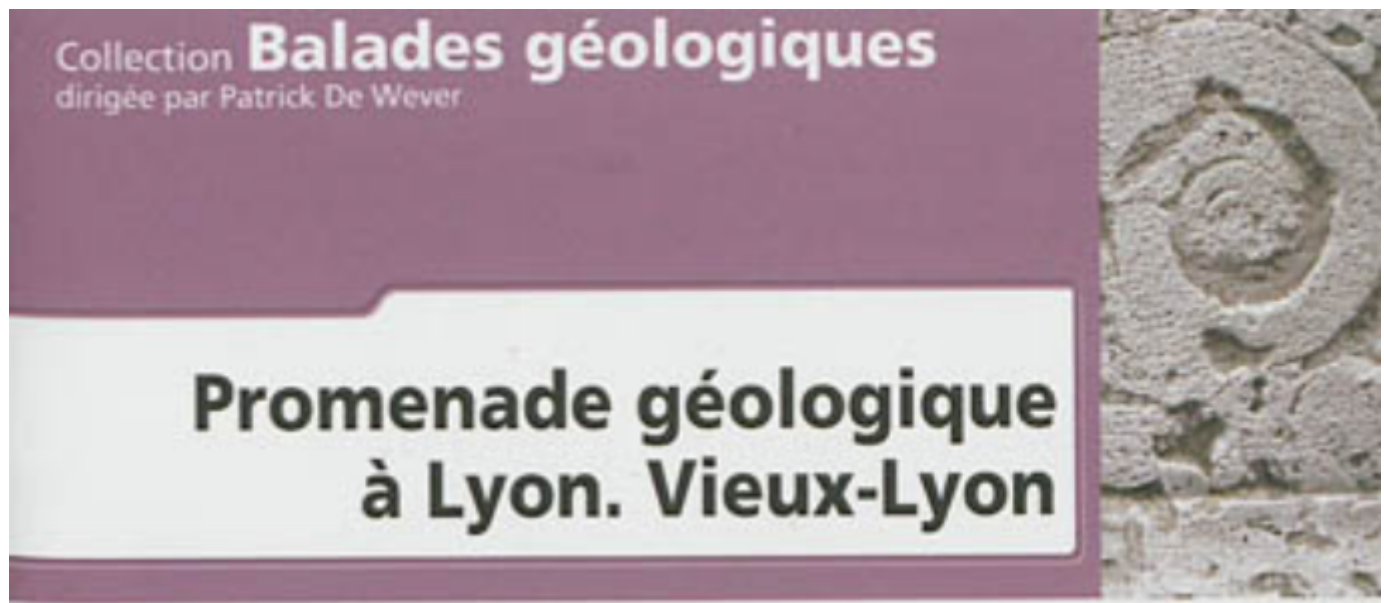 Collection Balades géologiques
dirigée par Patrick De Wever
Promenade géologique
à Lyon. Vieux-Lyon